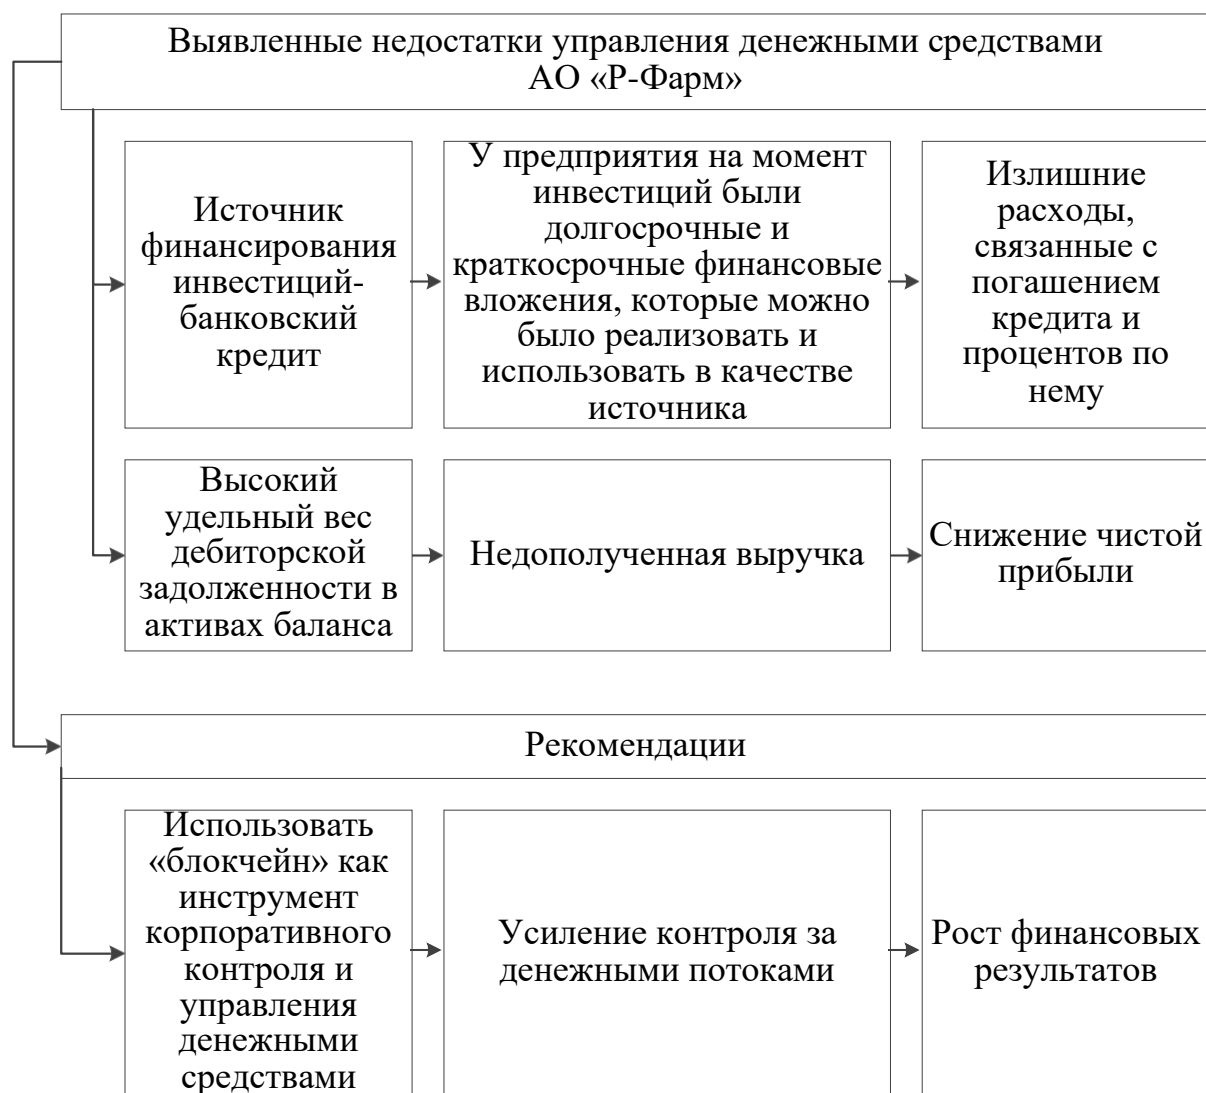 Выявленные недостатки управления денежными средствами
АО «Р-Фарм»
Источник
финансирования
инвестиций-
банковский
кредит
У предприятия на момент
инвестиций были
долгосрочные и
краткосрочные финансовые
вложения, которые можно
было реализовать и
использовать в качестве
источника
Излишние
расходы,
связанные с
погашением
кредита и
процентов по
нему
Высокий
удельный вес
дебиторской
задолженности в
активах баланса
Недополученная выручка
Снижение чистой
прибыли
Рекомендации
Использовать
«блокчейн» как
инструмент
корпоративного
контроля и
управления
денежными
средствами
Усиление контроля за
денежными потоками
Рост финансовых
результатов